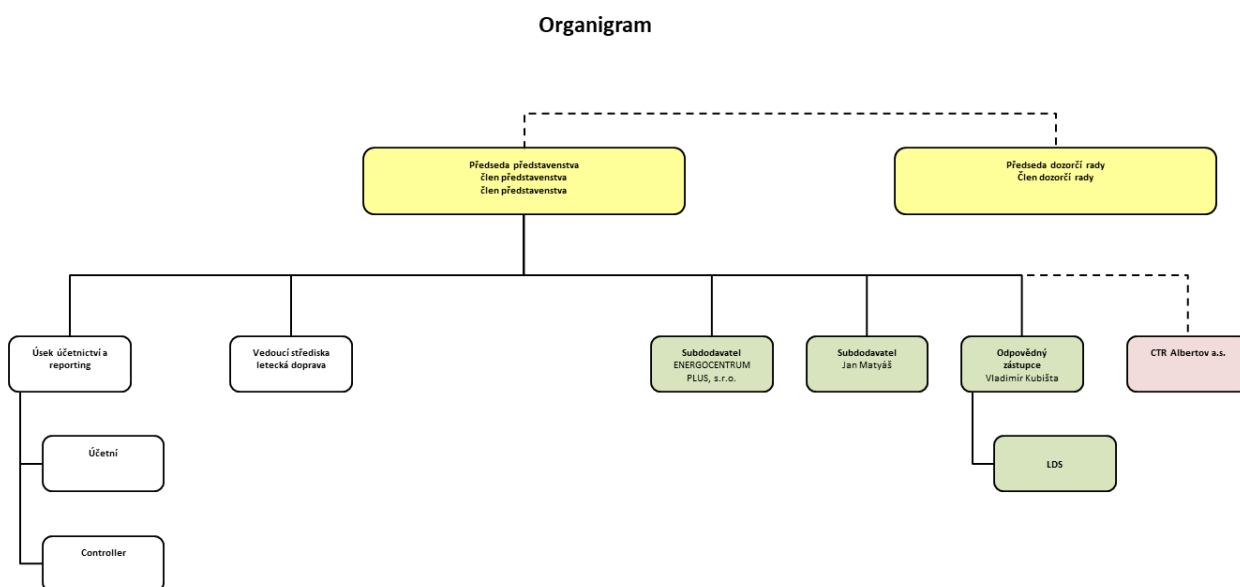 Organigram
Předseda představenstva
člen představenstva
člen představenstva
Předseda dozorčí rady
Člen dozorčí rady
Úsek účetnictví a
reporting
Vedoucí střediska
letecká doprava
Subdodavatel
ENERGOCENTRUM
PLUS, s.r.o.
Subdodavatel
Jan Matyáš
Odpovědný
zástupce
Vladimír Kubišta
CTR Albertov a.s.
Účetní
LDS
Controller